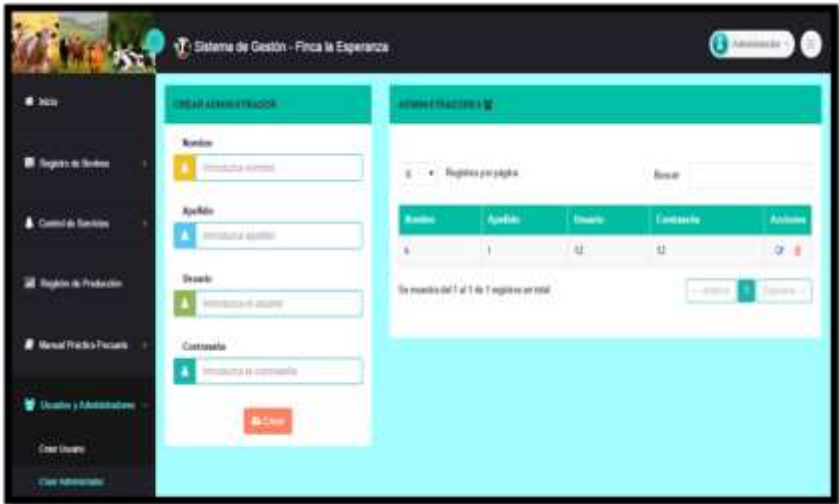 Sistema de Gestión - Finca la Esperanza
Administrador
Inicio
Registro de Bovinos
Control de Servicios
Registro de Producción
Manual Práctica Pecuaria
Usuarios y Administradores
Crear Usuario
Crear Administrador
CREAR ADMINISTRADOR
Nombre
Introduzca nombre
Apellido
Introduzca apellido
Usuario
Introduzca el usuario
Contraseña
Introduzca la contraseña
Crear
ADMINISTRADORES
Registros por página
Buscar
Nombre Apellido Usuario Contraseña Acciones
12 12
Se muestra del 1 al 1 de 1 registros en total
← Anterior 1 Siguiente →